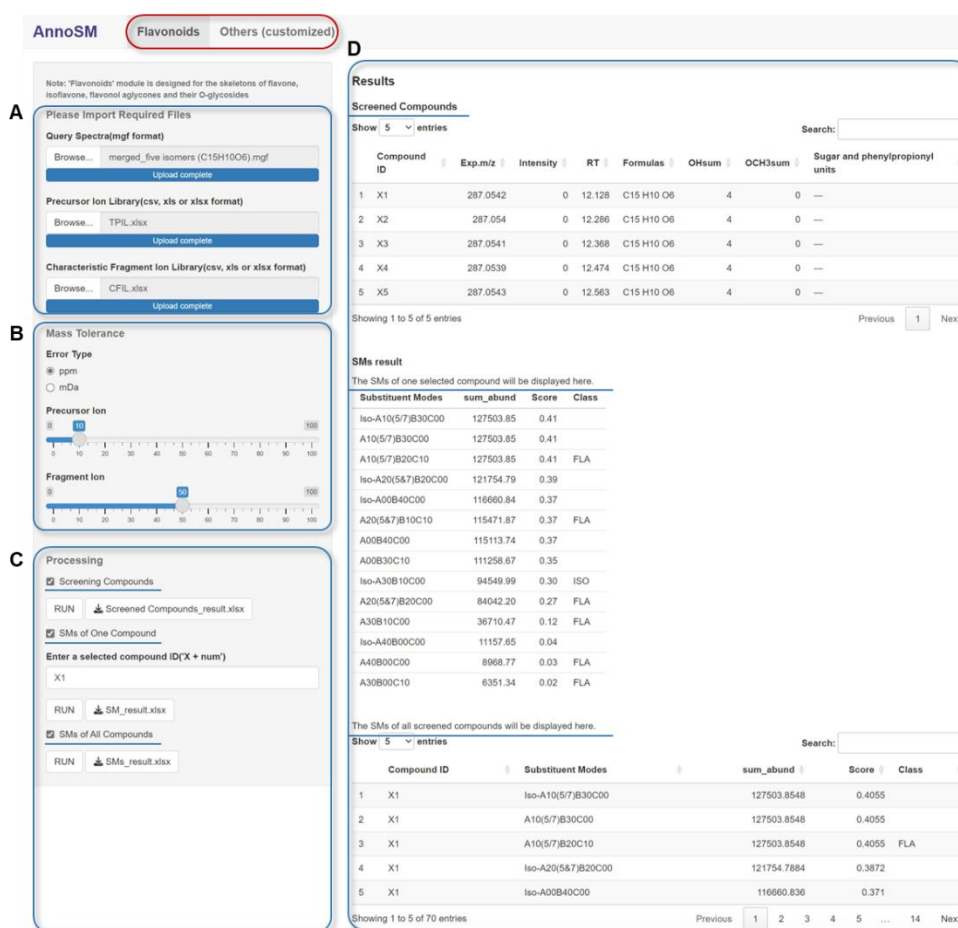 AnnoSM Flavonoids Others (customized)
Note: 'Flavonoids' module is designed for the skeletons of flavone,
isoflavone, flavonol aglycones and their O-glycosides
A
Please Import Required Files
Query Spectra(mgf format)
Browse... merged_five isomers (C15H10O6).mgf
Upload complete
Precursor Ion Library(csv, xls or xlsx format)
Browse... TPIL.xlsx
Upload complete
Characteristic Fragment Ion Library(csv, xls or xlsx format)
Browse... CFIL.xlsx
Upload complete
B
Mass Tolerance
Error Type
ppm
mDa
Precursor Ion
0 10 100
0 10 20 30 40 50 60 70 80 90 100
Fragment Ion
0 50 100
0 10 20 30 40 50 60 70 80 90 100
C
Processing
Screening Compounds
RUN Screened Compounds_result.xlsx
SMs of One Compound
Enter a selected compound ID('X + num')
X1
RUN SM_result.xlsx
SMs of All Compounds
RUN SMs_result.xlsx
D
Results
Screened Compounds
Show 5 entries Search:
Compound ID Exp.m/z Intensity RT Formulas OHsum OCH3sum Sugar and phenylpropionyl units
1 X1 287.0542 0 12.128 C15 H10 O6 4 0 —
2 X2 287.054 0 12.286 C15 H10 O6 4 0 —
3 X3 287.0541 0 12.368 C15 H10 O6 4 0 —
4 X4 287.0539 0 12.474 C15 H10 O6 4 0 —
5 X5 287.0543 0 12.563 C15 H10 O6 4 0 —
Showing 1 to 5 of 5 entries Previous 1 Nex
SMs result
The SMs of one selected compound will be displayed here.
Substituent Modes sum_abund Score Class
Iso-A10(5/7)B30C00 127503.85 0.41
A10(5/7)B30C00 127503.85 0.41
A10(5/7)B20C10 127503.85 0.41 FLA
Iso-A20(5&7)B20C00 121754.79 0.39
Iso-A00B40C00 116660.84 0.37
A20(5&7)B10C10 115471.87 0.37 FLA
A00B40C00 115113.74 0.37
A00B30C10 111258.67 0.35
Iso-A30B10C00 94549.99 0.30 ISO
A20(5&7)B20C00 84042.20 0.27 FLA
A30B10C00 36710.47 0.12 FLA
Iso-A40B00C00 11157.65 0.04
A40B00C00 8968.77 0.03 FLA
A30B00C10 6351.34 0.02 FLA
The SMs of all screened compounds will be displayed here.
Show 5 entries Search:
Compound ID Substituent Modes sum_abund Score Class
1 X1 Iso-A10(5/7)B30C00 127503.8548 0.4055
2 X1 A10(5/7)B30C00 127503.8548 0.4055
3 X1 A10(5/7)B20C10 127503.8548 0.4055 FLA
4 X1 Iso-A20(5&7)B20C00 121754.7884 0.3872
5 X1 Iso-A00B40C00 116660.836 0.371
Showing 1 to 5 of 70 entries Previous 1 2 3 4 5 ... 14 Nex